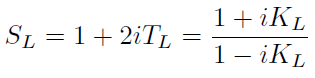 S_L = 1 + 2iT_L = \frac{1 + iK_L}{1 - iK_L}